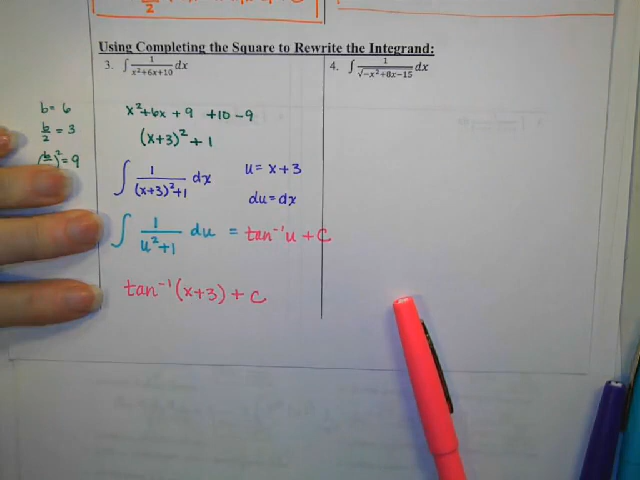 Using Completing the Square to Rewrite the Integrand:
3. ∫ 1/(x²+6x+10) dx
4. ∫ 1/√(−x²+8x−15) dx
b = 6
b/2 = 3
(b/2)² = 9
x²+6x + 9 +10 − 9
(x+3)² + 1
∫ 1/((x+3)²+1) dx
u = x+3
du = dx
∫ 1/(u²+1) du = tan⁻¹u + C
tan⁻¹(x+3) + C